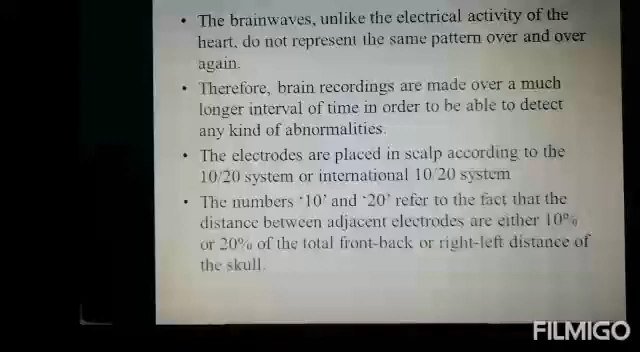 • The brainwaves, unlike the electrical activity of the
heart, do not represent the same pattern over and over
again.
• Therefore, brain recordings are made over a much
longer interval of time in order to be able to detect
any kind of abnormalities.
• The electrodes are placed in scalp according to the
10/20 system or international 10/20 system
• The numbers ‘10’ and ‘20’ refer to the fact that the
distance between adjacent electrodes are either 10%
or 20% of the total front-back or right-left distance of
the skull.
FILMIGO